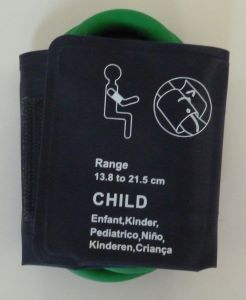 Range
13.8 to 21.5 cm
CHILD
Enfant,Kinder,
Pediatrico,Niño,
Kinderen,Criança